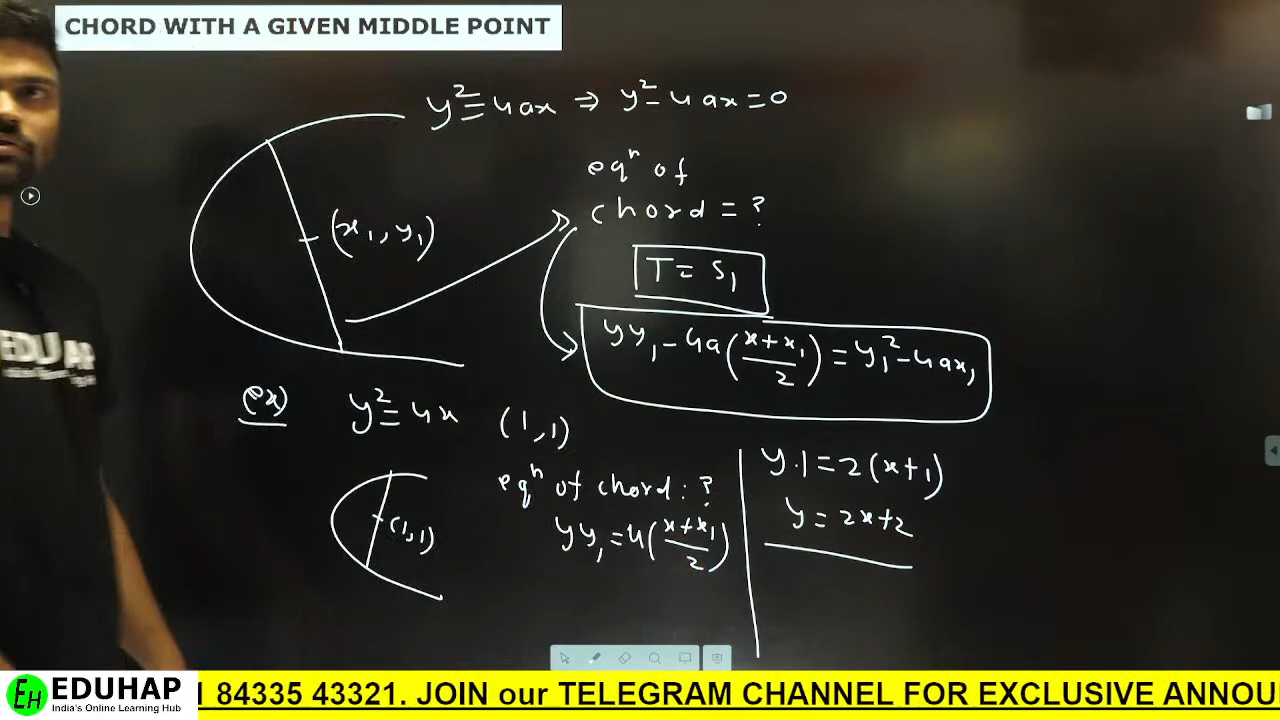 CHORD WITH A GIVEN MIDDLE POINT
y² = 4ax ⇒ y² - 4ax = 0
eqⁿ of
chord = ?
(x₁, y₁)
T = S₁
yy₁ - 4a(x+x₁/2) = y₁² - 4ax₁
ex) y² = 4x (1,1)
eqⁿ of chord : ?
(1,1)
yy₁ = 4(x+x₁/2)
y.1 = 2(x+1)
y = 2x+2
EDUHAP
EH EDUHAP
India's Online Learning Hub
84335 43321. JOIN our TELEGRAM CHANNEL FOR EXCLUSIVE ANNOU